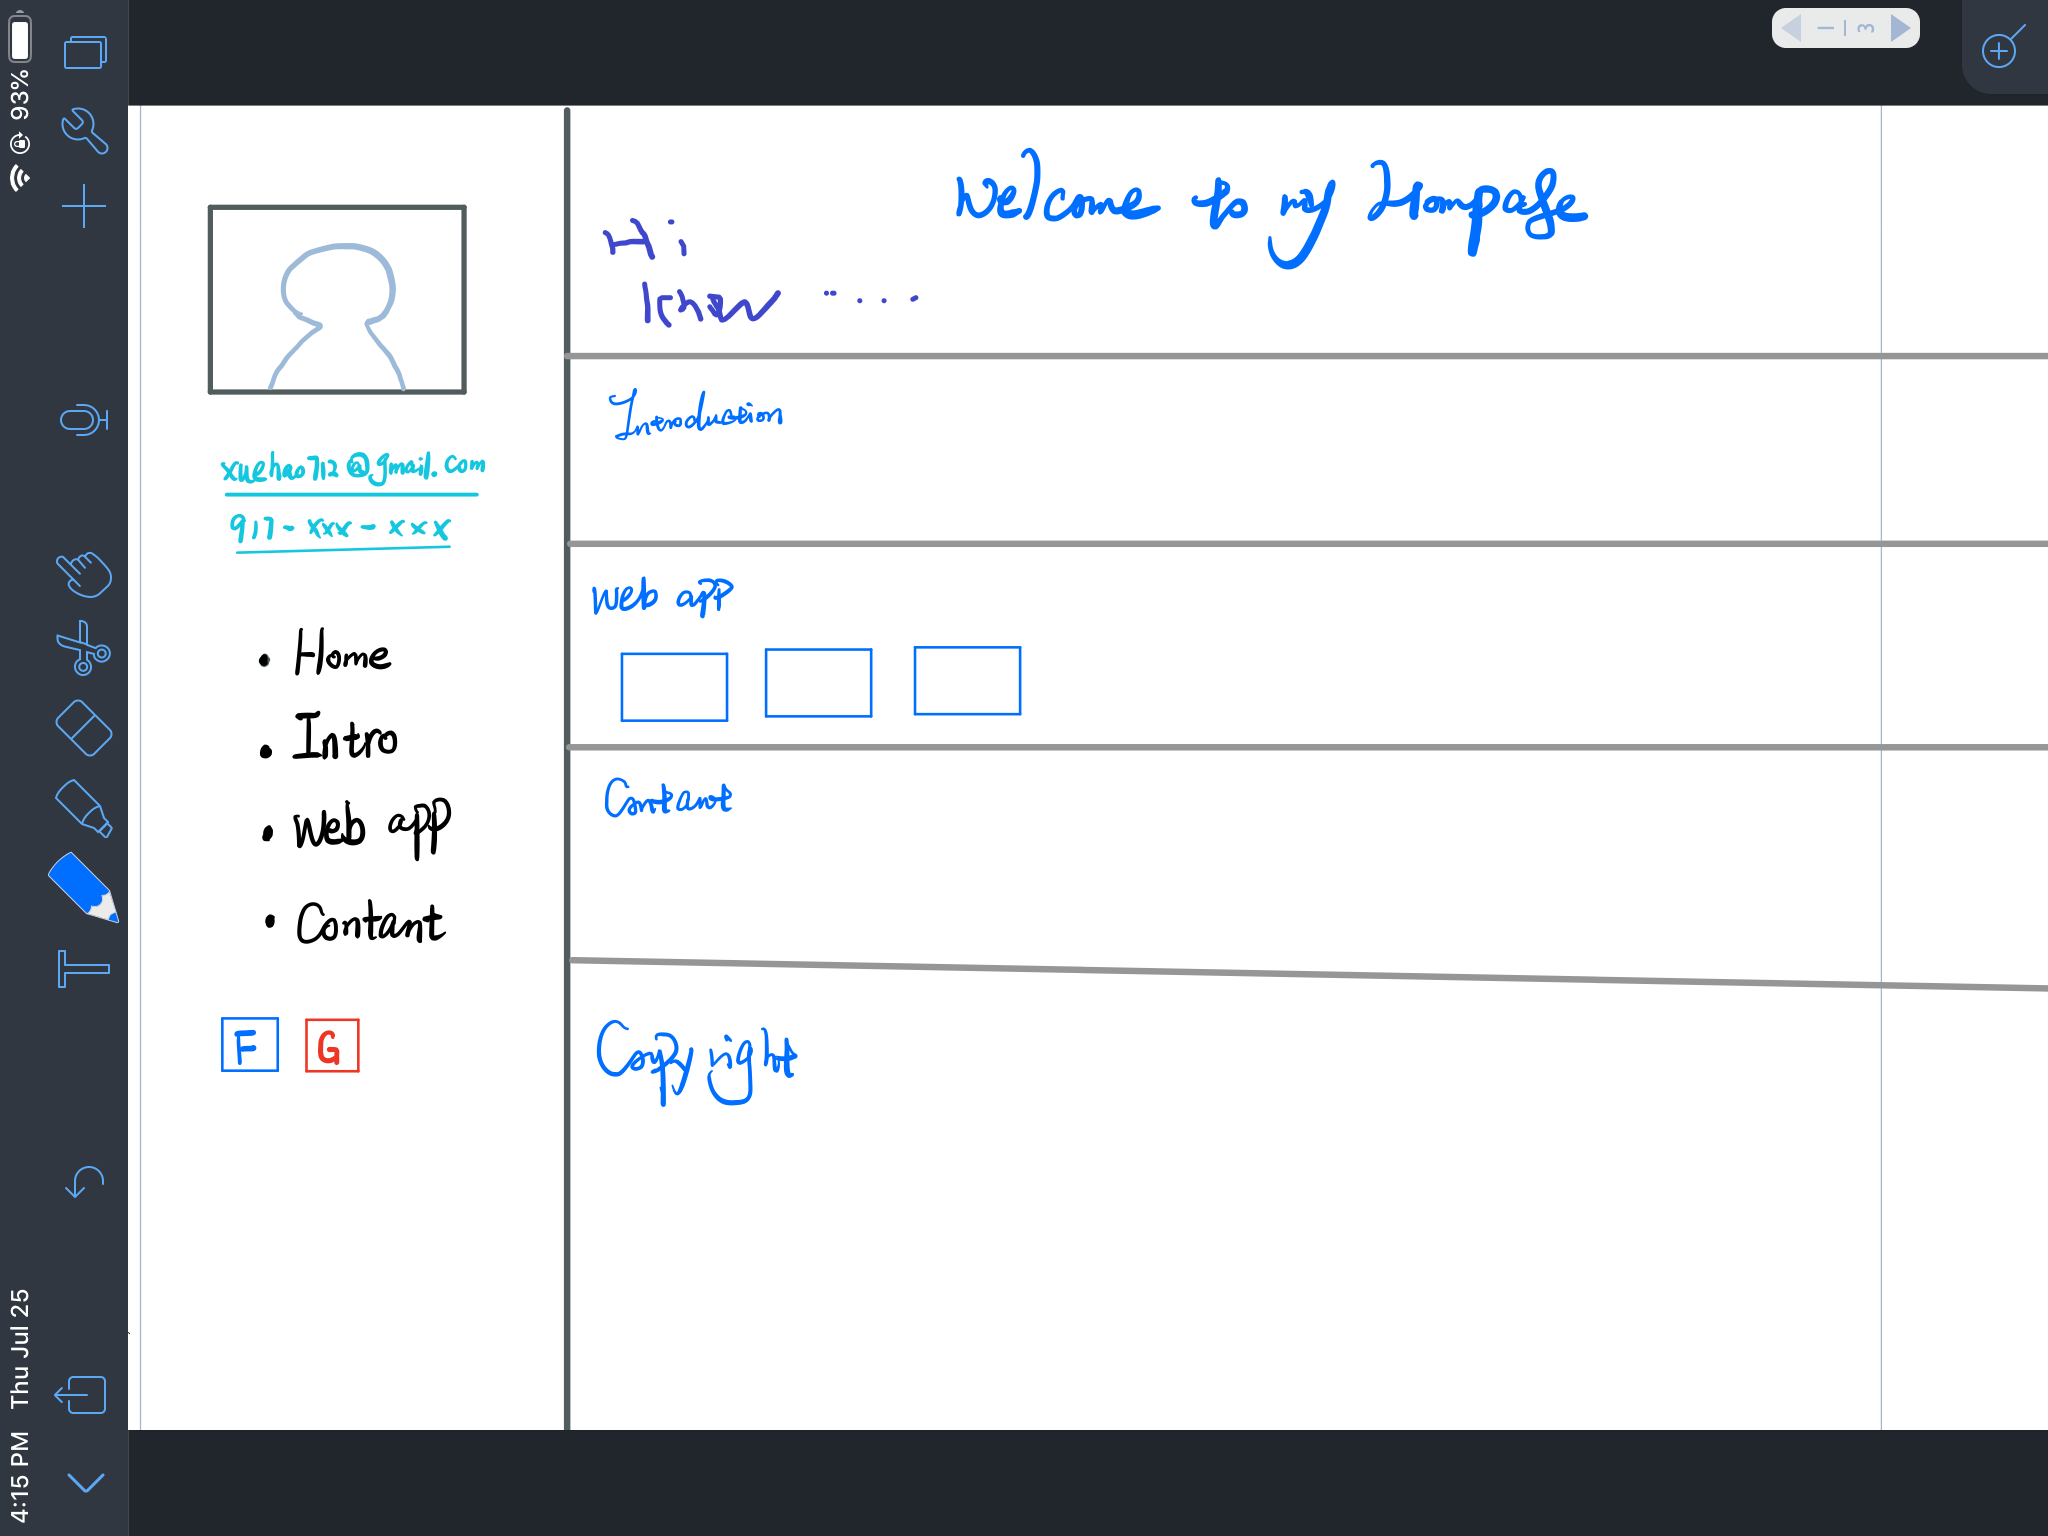 4:15 PM Thu Jul 25
93%
1 | 3
xuehao712@gmail.com
917-xxx-xxx
• Home
• Intro
• Web app
• Contant
F G
Welcome to my Hompage
Hi
know .....
Introduction
Web app
Contant
Copyright